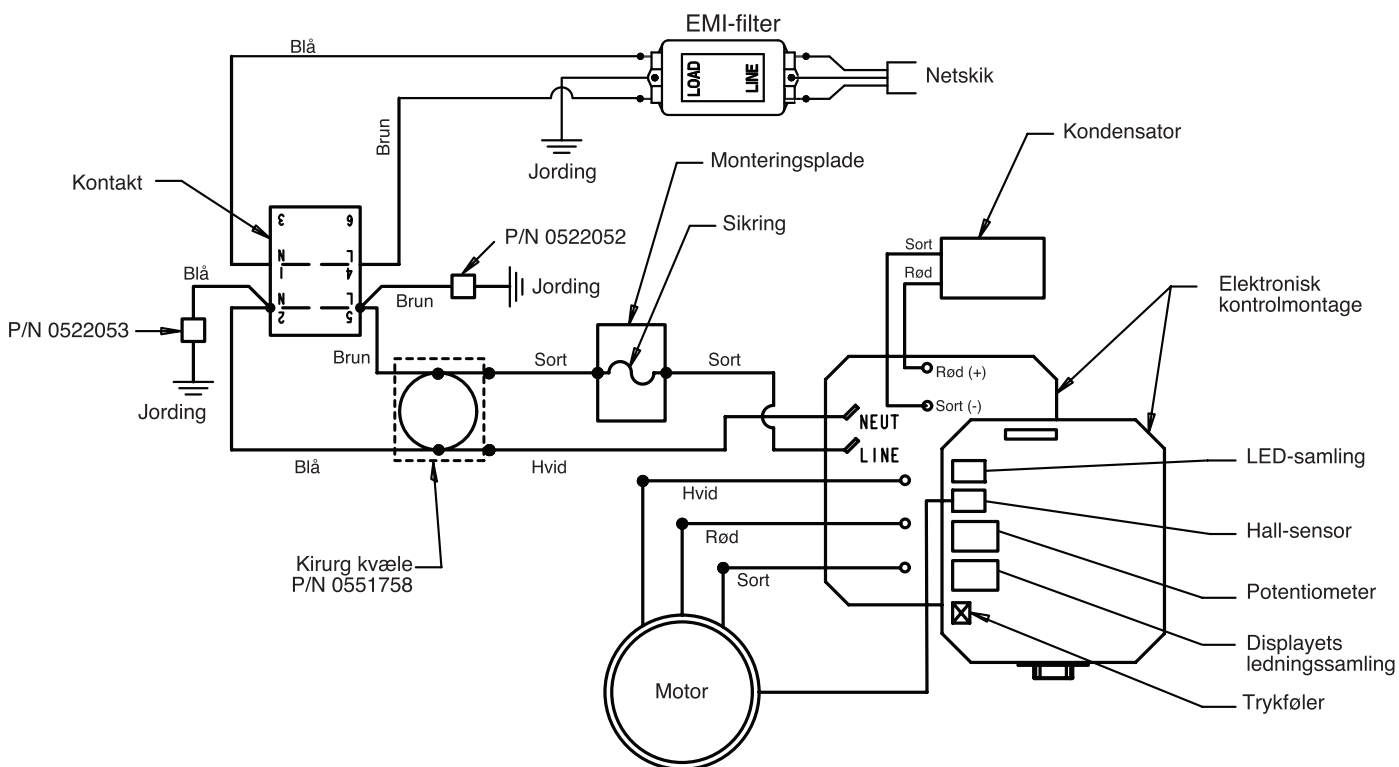 EMI-filter
Blå
LOAD
LINE
Netskik
Brun
Jording
Kontakt
Monteringsplade
Kondensator
Sikring
3
6
N
L
1
4
N
L
2
5
P/N 0522052
Jording
Brun
Blå
P/N 0522053
Jording
Brun
Sort
Sort
Sort
Rød
Elektronisk
kontrolmontage
Rød (+)
Sort (-)
NEUT
LINE
Blå
Hvid
Hvid
Rød
Sort
Kirurg kvæle
P/N 0551758
Motor
LED-samling
Hall-sensor
Potentiometer
Displayets
ledningssamling
Trykføler